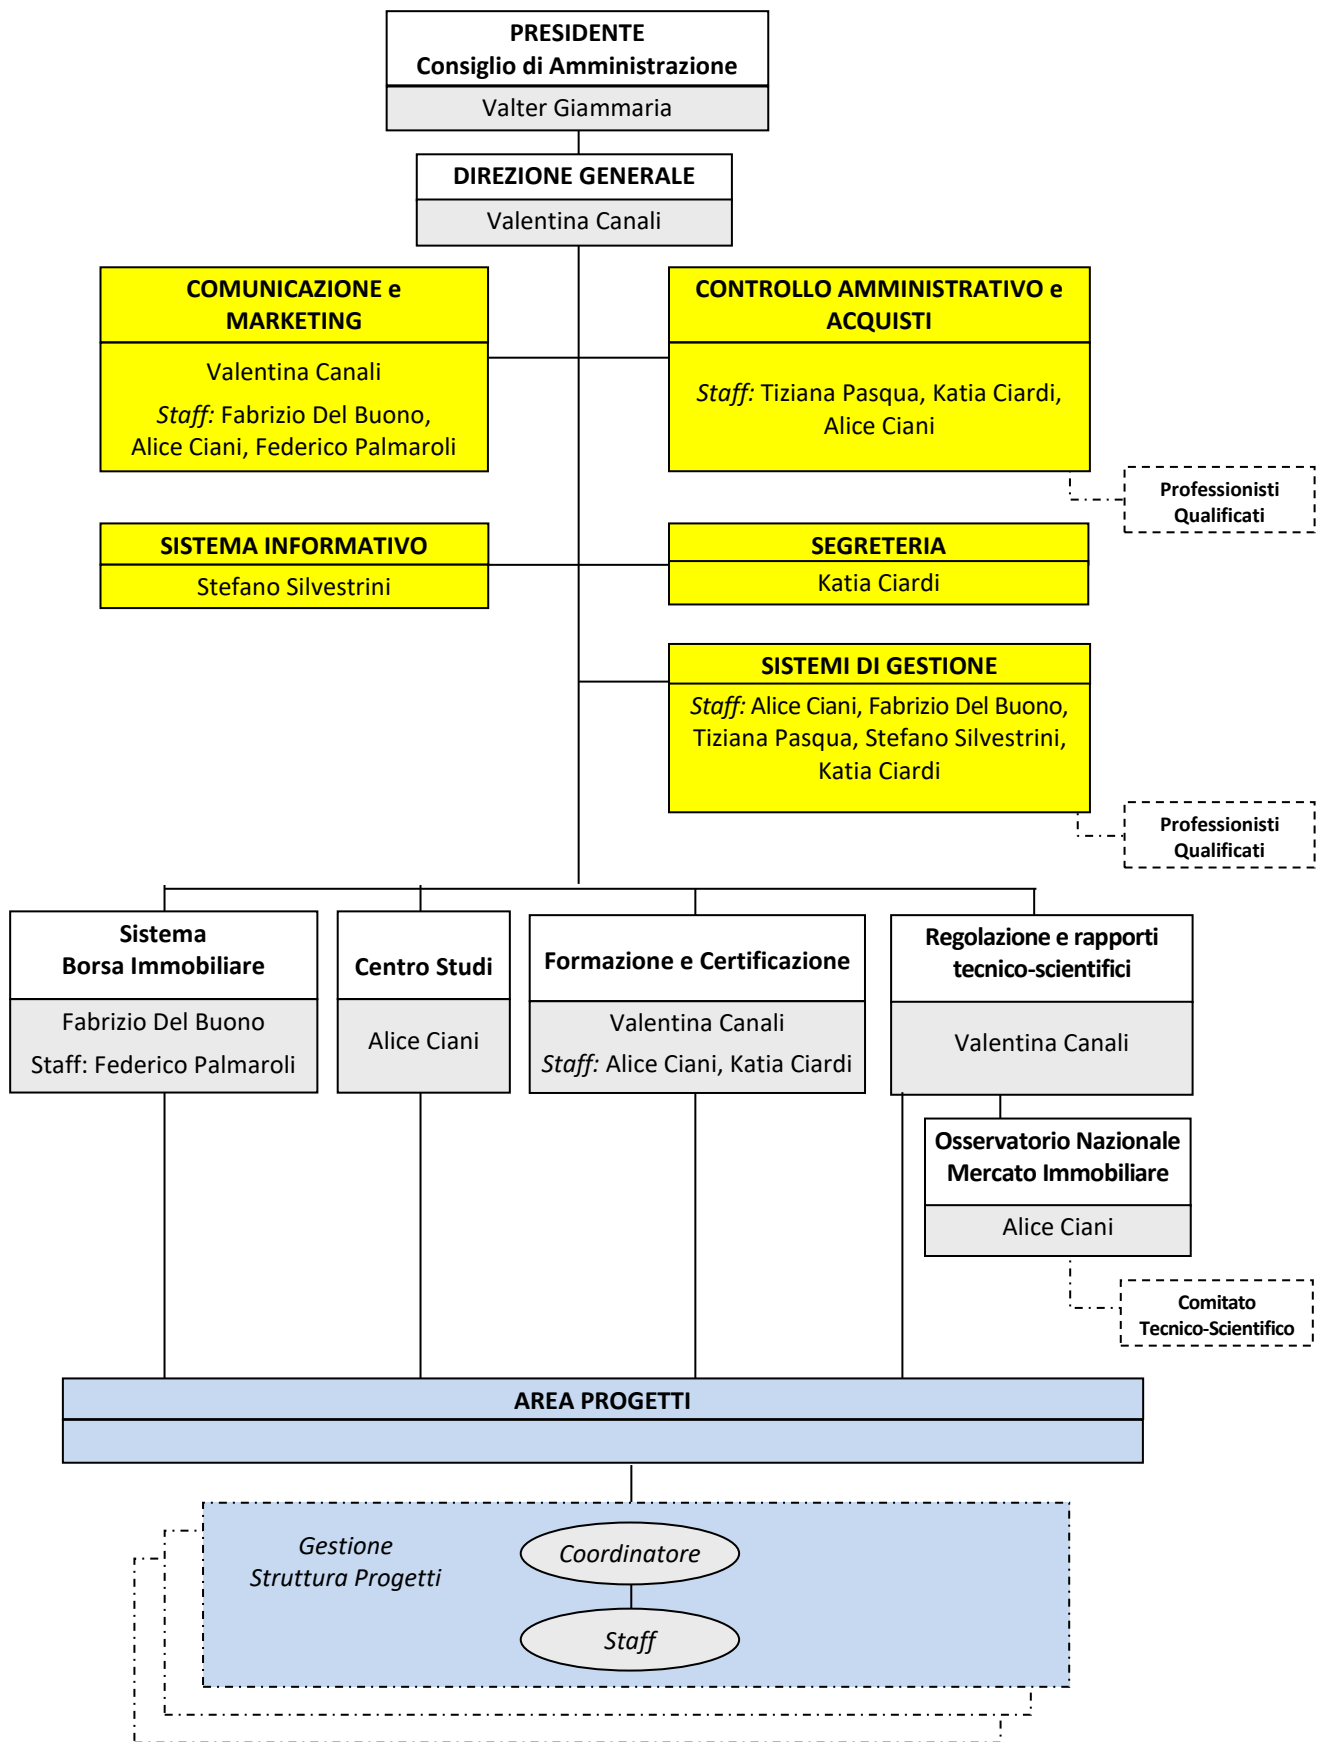 PRESIDENTE
Consiglio di Amministrazione
Valter Giammaria
DIREZIONE GENERALE
Valentina Canali
COMUNICAZIONE e
MARKETING
Valentina Canali
Staff: Fabrizio Del Buono,
Alice Ciani, Federico Palmaroli
CONTROLLO AMMINISTRATIVO e
ACQUISTI
Staff: Tiziana Pasqua, Katia Ciardi,
Alice Ciani
Professionisti
Qualificati
SISTEMA INFORMATIVO
Stefano Silvestrini
SEGRETERIA
Katia Ciardi
SISTEMI DI GESTIONE
Staff: Alice Ciani, Fabrizio Del Buono,
Tiziana Pasqua, Stefano Silvestrini,
Katia Ciardi
Professionisti
Qualificati
Sistema
Borsa Immobiliare
Fabrizio Del Buono
Staff: Federico Palmaroli
Centro Studi
Alice Ciani
Formazione e Certificazione
Valentina Canali
Staff: Alice Ciani, Katia Ciardi
Regolazione e rapporti
tecnico-scientifici
Valentina Canali
Osservatorio Nazionale
Mercato Immobiliare
Alice Ciani
Comitato
Tecnico-Scientifico
AREA PROGETTI
Gestione
Struttura Progetti
Coordinatore
Staff